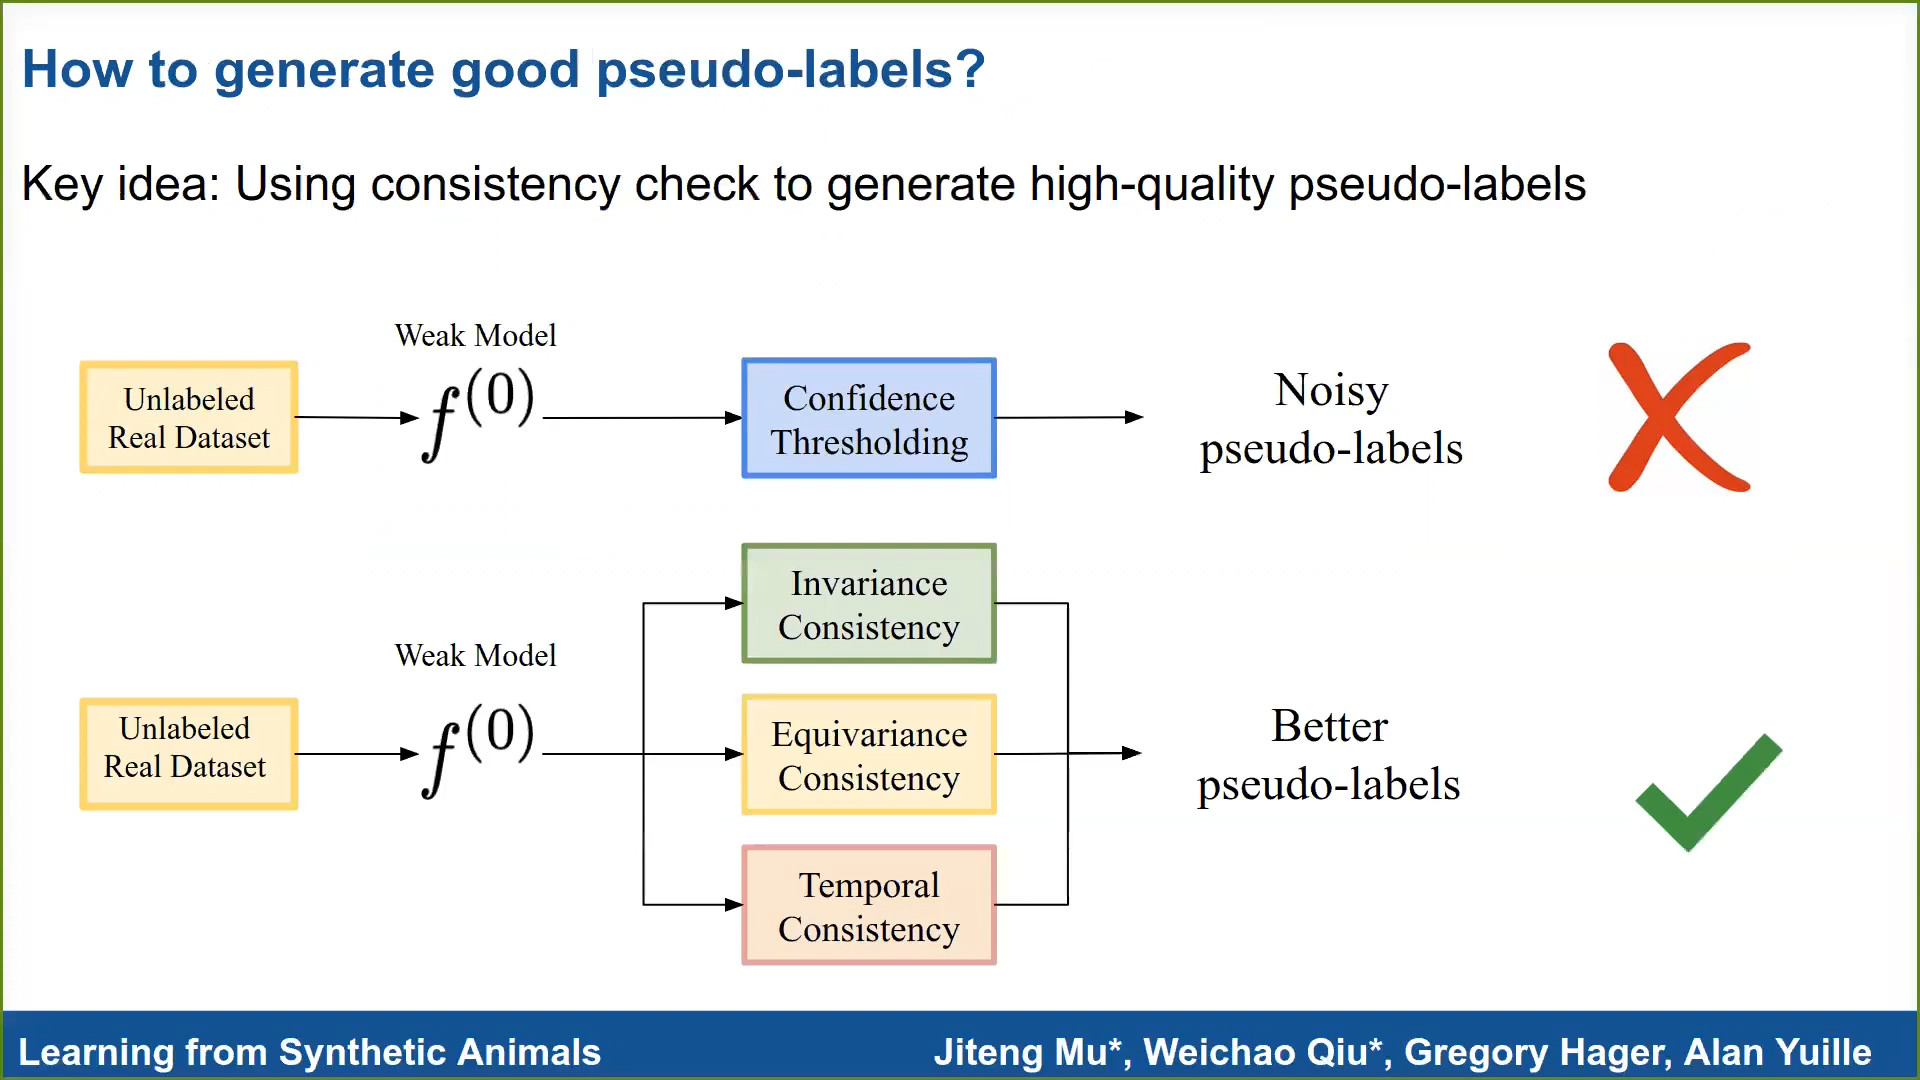 How to generate good pseudo-labels?
Key idea: Using consistency check to generate high-quality pseudo-labels
Weak Model
Unlabeled
Real Dataset
f(0)
Confidence
Thresholding
Noisy
pseudo-labels
Invariance
Consistency
Weak Model
Unlabeled
Real Dataset
f(0)
Equivariance
Consistency
Better
pseudo-labels
Temporal
Consistency
Learning from Synthetic Animals
Jiteng Mu*, Weichao Qiu*, Gregory Hager, Alan Yuille